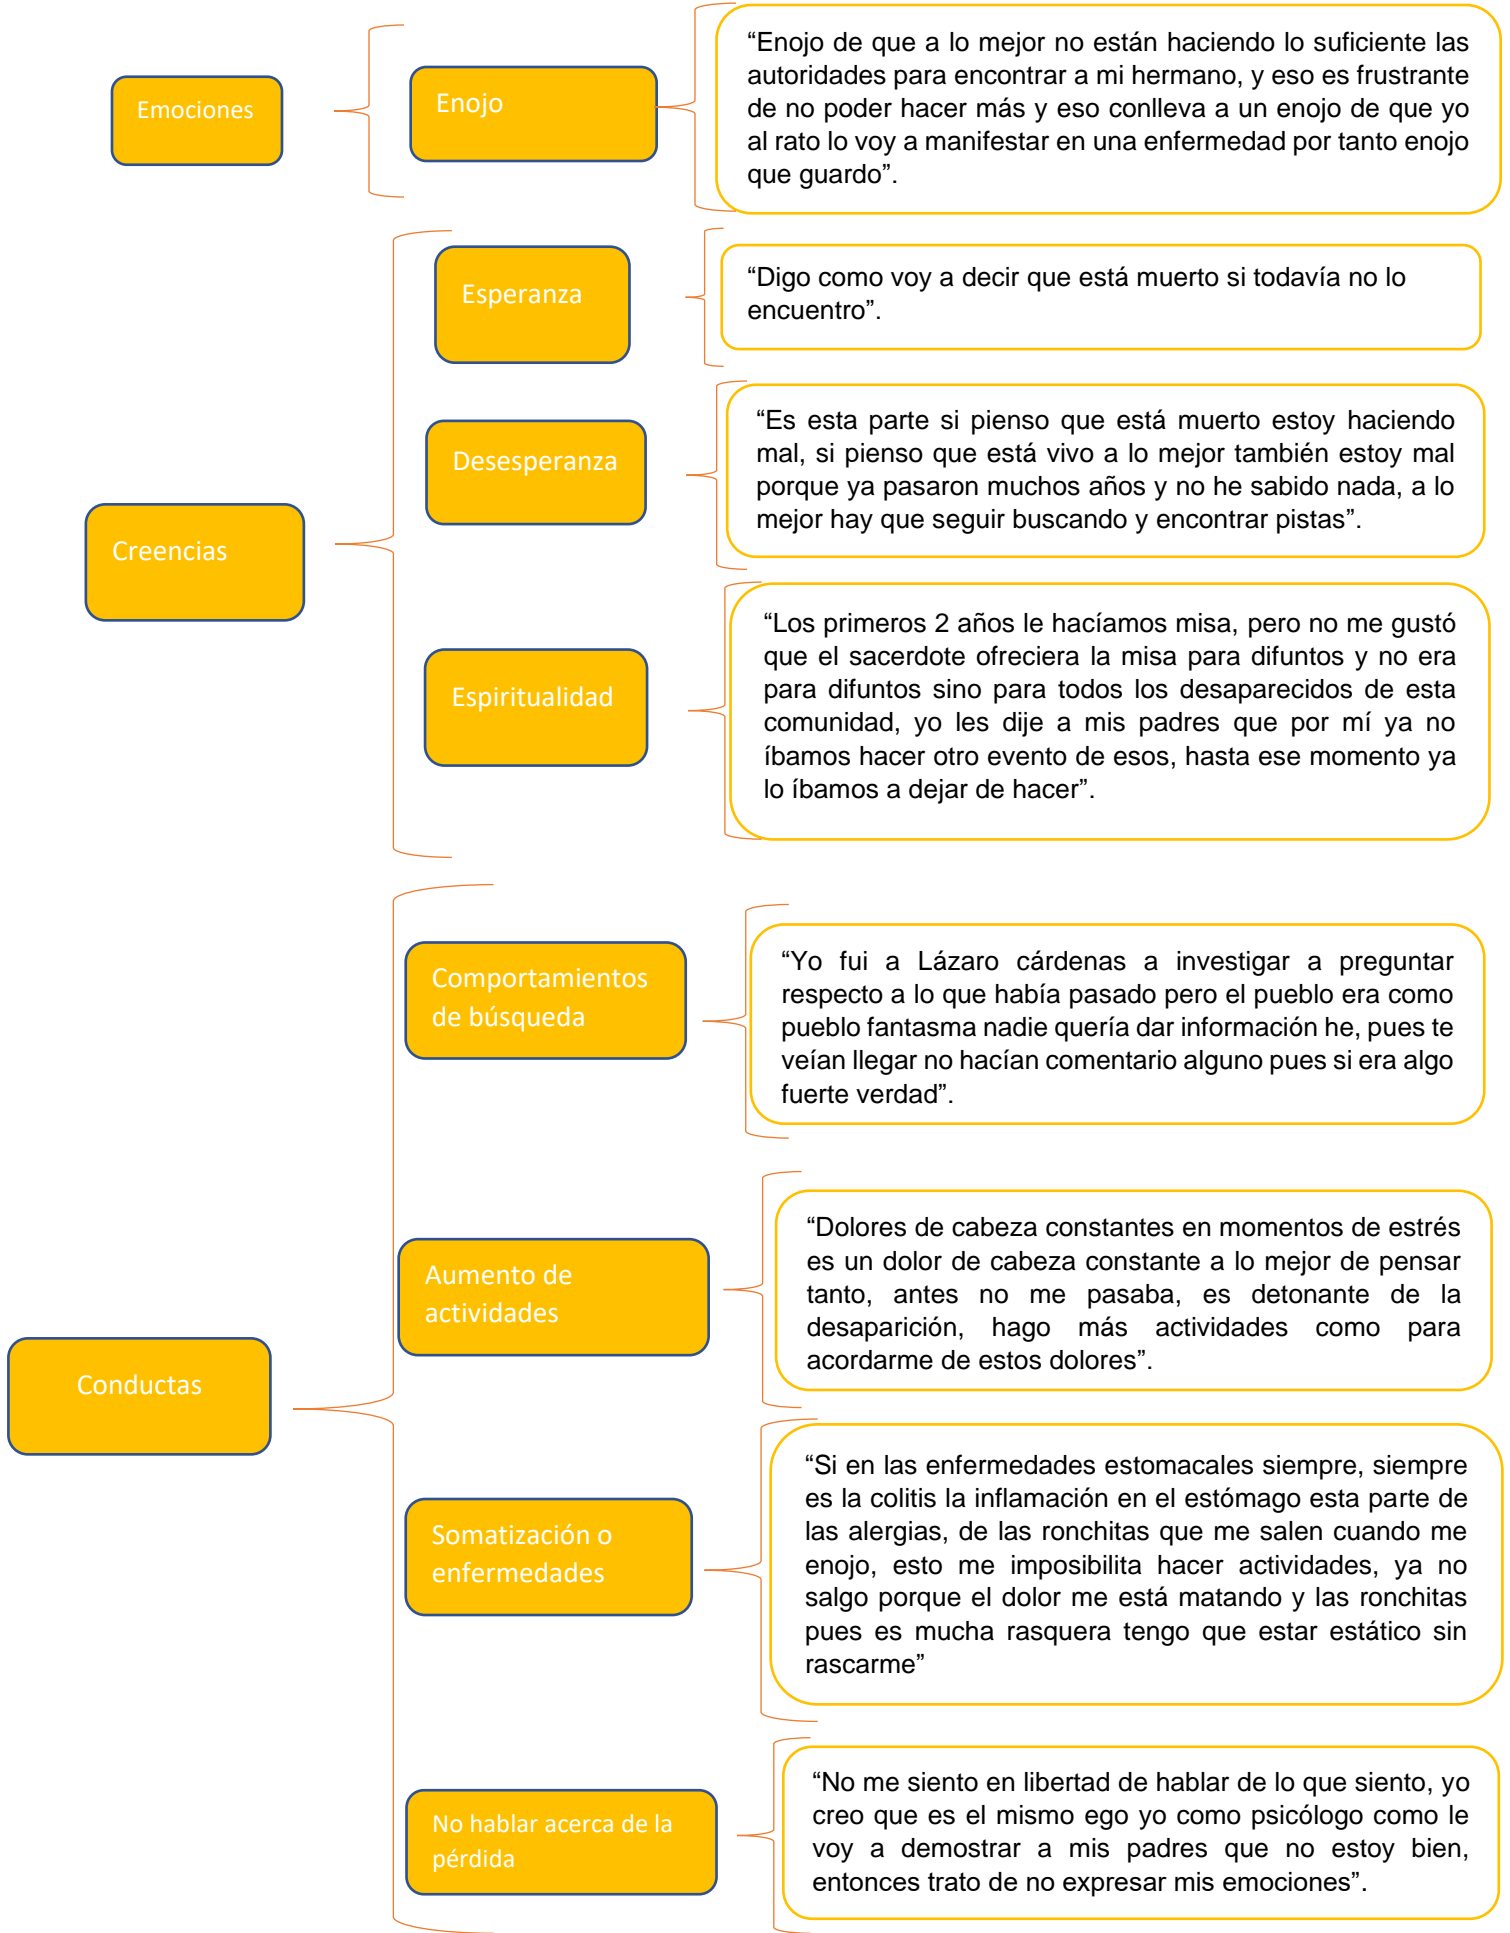 Emociones
Enojo
“Enojo de que a lo mejor no están haciendo lo suficiente las
autoridades para encontrar a mi hermano, y eso es frustrante
de no poder hacer más y eso conlleva a un enojo de que yo
al rato lo voy a manifestar en una enfermedad por tanto enojo
que guardo”.
Creencias
Esperanza
“Digo como voy a decir que está muerto si todavía no lo
encuentro”.
Desesperanza
“Es esta parte si pienso que está muerto estoy haciendo
mal, si pienso que está vivo a lo mejor también estoy mal
porque ya pasaron muchos años y no he sabido nada, a lo
mejor hay que seguir buscando y encontrar pistas”.
Espiritualidad
“Los primeros 2 años le hacíamos misa, pero no me gustó
que el sacerdote ofreciera la misa para difuntos y no era
para difuntos sino para todos los desaparecidos de esta
comunidad, yo les dije a mis padres que por mí ya no
íbamos hacer otro evento de esos, hasta ese momento ya
lo íbamos a dejar de hacer”.
Conductas
Comportamientos
de búsqueda
“Yo fui a Lázaro cárdenas a investigar a preguntar
respecto a lo que había pasado pero el pueblo era como
pueblo fantasma nadie quería dar información he, pues te
veían llegar no hacían comentario alguno pues si era algo
fuerte verdad”.
Aumento de
actividades
“Dolores de cabeza constantes en momentos de estrés
es un dolor de cabeza constante a lo mejor de pensar
tanto, antes no me pasaba, es detonante de la
desaparición, hago más actividades como para
acordarme de estos dolores”.
Somatización o
enfermedades
“Si en las enfermedades estomacales siempre, siempre
es la colitis la inflamación en el estómago esta parte de
las alergias, de las ronchitas que me salen cuando me
enojo, esto me imposibilita hacer actividades, ya no
salgo porque el dolor me está matando y las ronchitas
pues es mucha rasquera tengo que estar estático sin
rascarme”
No hablar acerca de la
pérdida
“No me siento en libertad de hablar de lo que siento, yo
creo que es el mismo ego yo como psicólogo como le
voy a demostrar a mis padres que no estoy bien,
entonces trato de no expresar mis emociones”.